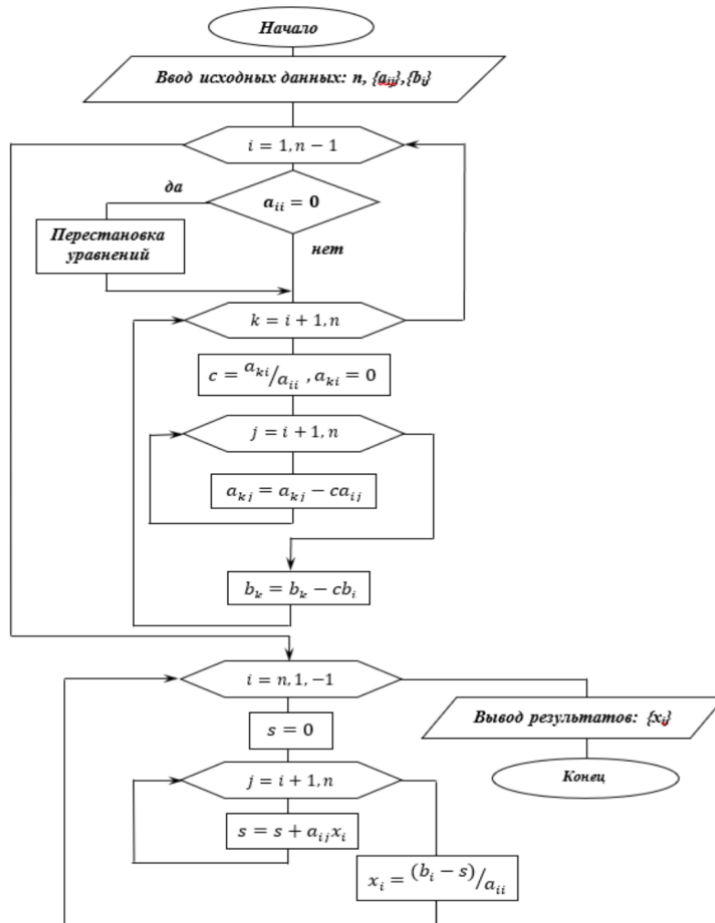 Начало
Ввод исходных данных: n, {aᵢⱼ},{bᵢ}
i = 1, n − 1
да
aᵢᵢ = 0
Перестановка
уравнений
нет
k = i + 1, n
c = aₖᵢ/aᵢᵢ , aₖᵢ = 0
j = i + 1, n
aₖⱼ = aₖⱼ − caᵢⱼ
bₖ = bₖ − cbᵢ
i = n, 1, −1
Вывод результатов: {xᵢ}
s = 0
j = i + 1, n
Конец
s = s + aᵢⱼxᵢ
xᵢ = (bᵢ − s)/aᵢᵢ